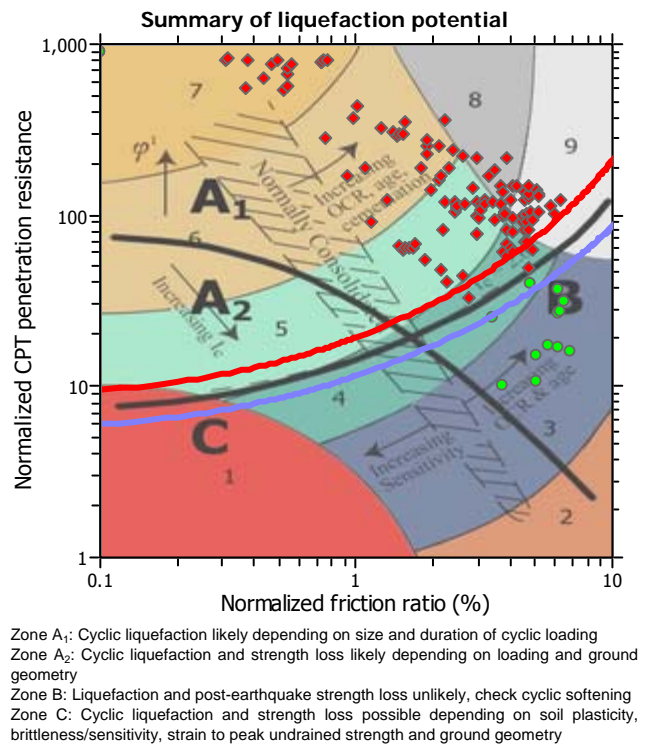 Summary of liquefaction potential
Normalized CPT penetration resistance
1,000
100
10
1
7
8
9
φ'
A1
Increasing
OCR, age,
cementation
Normally Consolidated
6
A2
Increasing Ic
5
Ic
B
4
C
1
Increasing
OCR & age
3
Increasing
Sensitivity
2
0.1
1
10
Normalized friction ratio (%)
Zone A1: Cyclic liquefaction likely depending on size and duration of cyclic loading
Zone A2: Cyclic liquefaction and strength loss likely depending on loading and ground
geometry
Zone B: Liquefaction and post-earthquake strength loss unlikely, check cyclic softening
Zone C: Cyclic liquefaction and strength loss possible depending on soil plasticity,
brittleness/sensitivity, strain to peak undrained strength and ground geometry